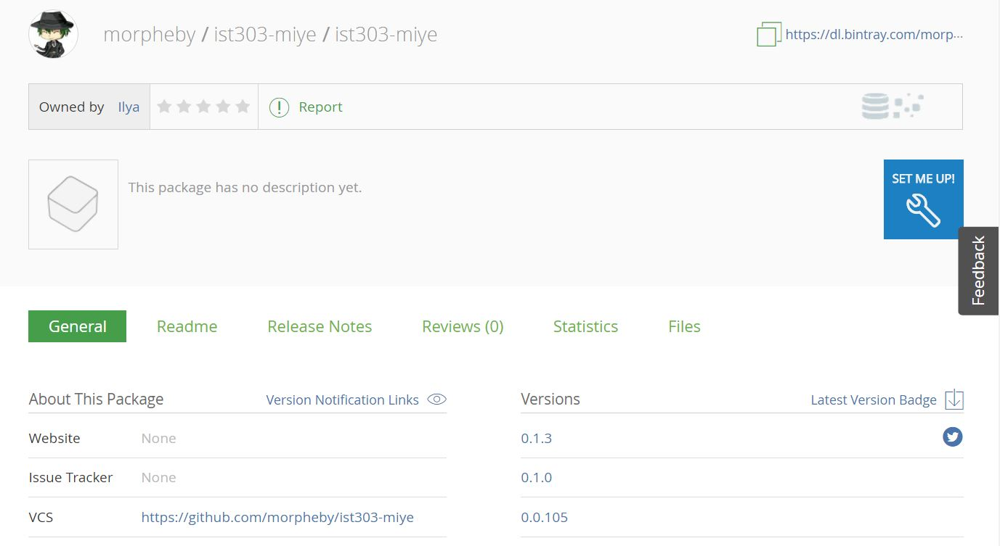 morpheby / ist303-miye / ist303-miye
https://dl.bintray.com/morp...
Owned by Ilya
Report
This package has no description yet.
SET ME UP!
Feedback
General Readme Release Notes Reviews (0) Statistics Files
About This Package Version Notification Links
Website None
Issue Tracker None
VCS https://github.com/morpheby/ist303-miye
Versions Latest Version Badge
0.1.3
0.1.0
0.0.105